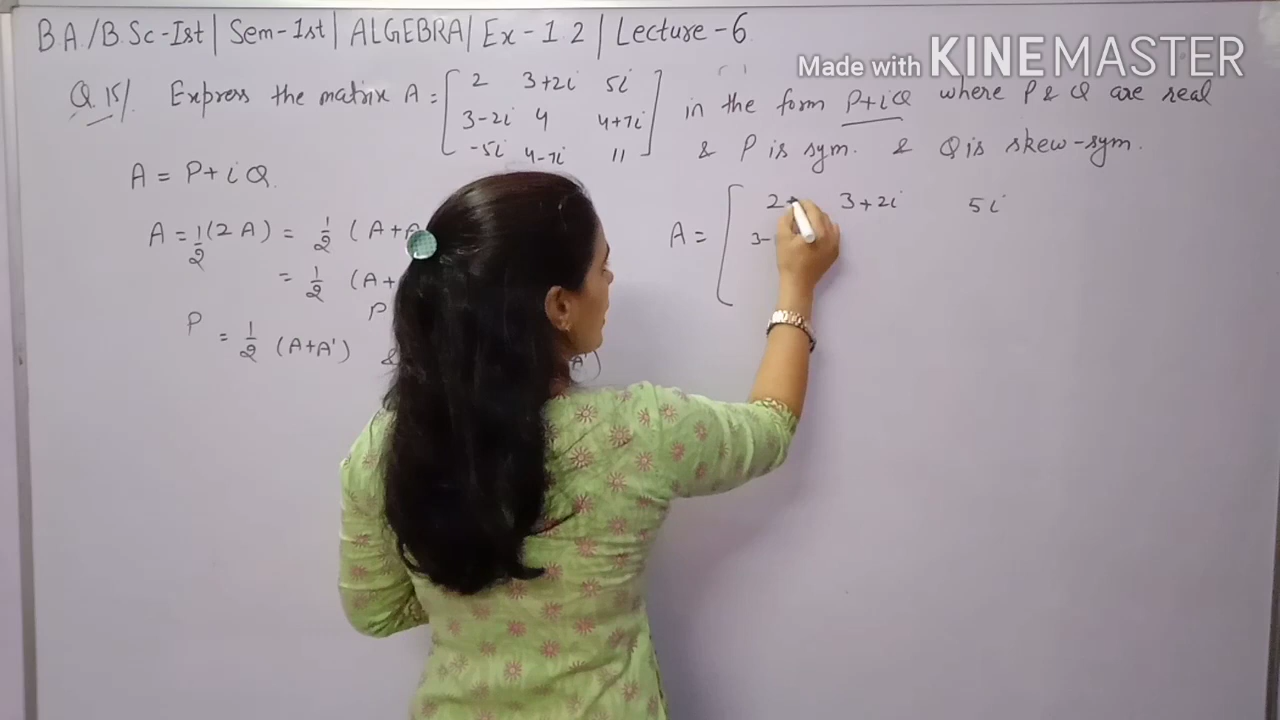 B.A./B.Sc-Ist | Sem-1st | ALGEBRA | Ex-1.2 | Lecture-6
Made with KINEMASTER
Q.15/. Express the matrix A = [ 2 3+2i 5i
3-2i 4 4+7i
-5i 4-7i 11 ] in the form P+iQ where P & Q are real
& P is sym. & Q is skew-sym.
A = P+iQ.
A = 1/2 (2A) = 1/2 (A+A
= 1/2 (A+
P
P = 1/2 (A+A') &
A')
A = [ 2 3+2i 5i
3-